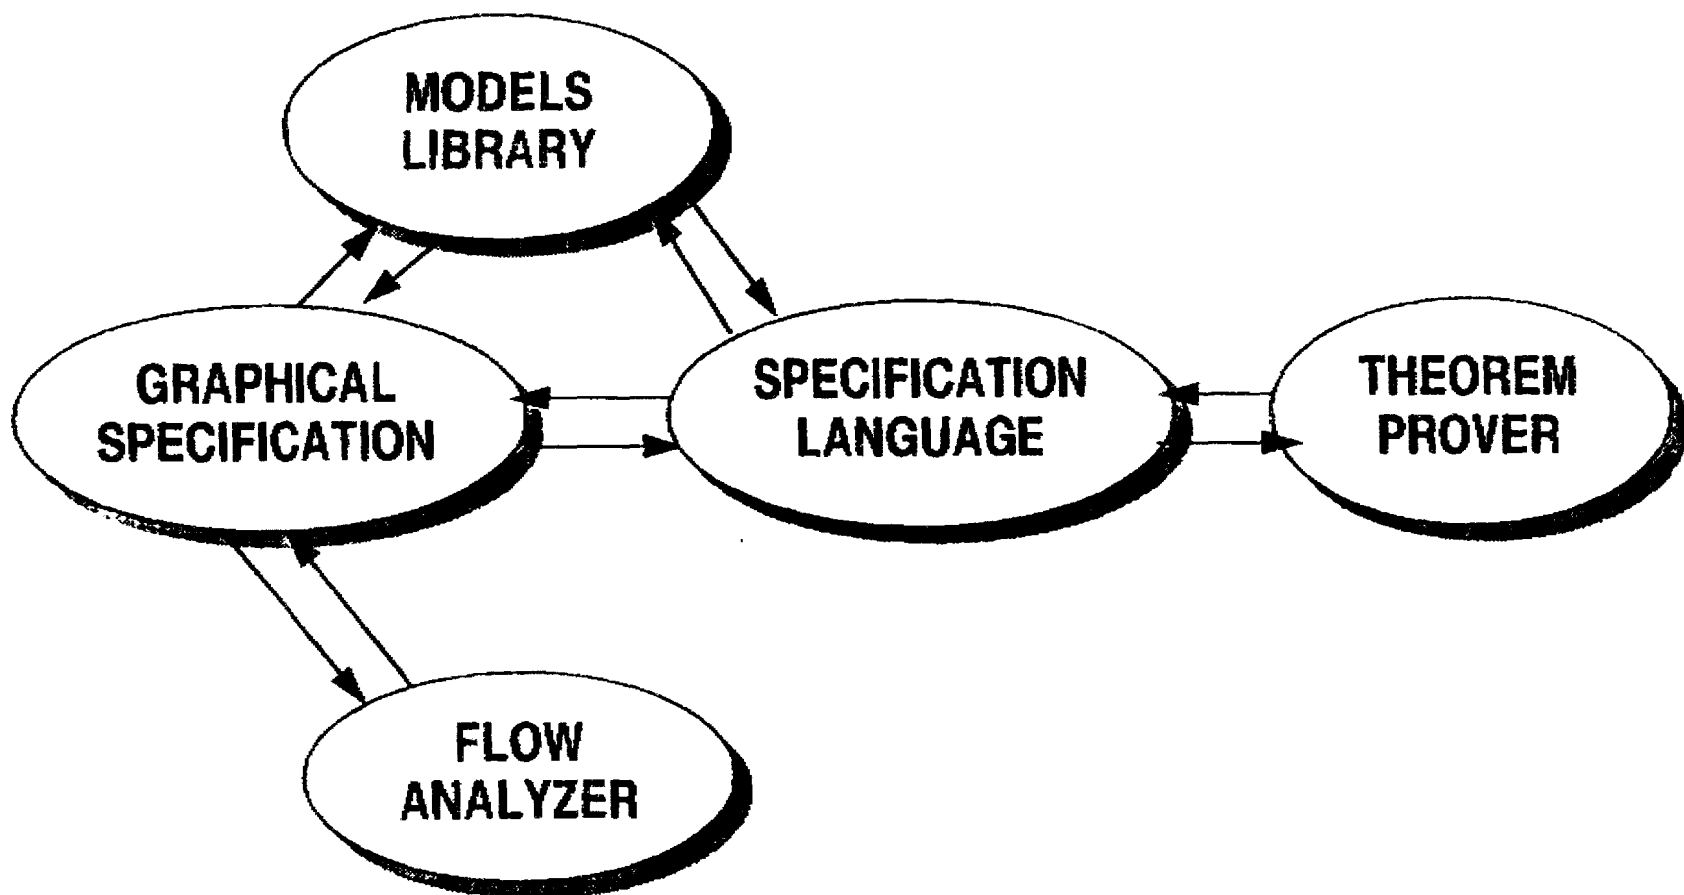 MODELS
LIBRARY
GRAPHICAL
SPECIFICATION
SPECIFICATION
LANGUAGE
THEOREM
PROVER
FLOW
ANALYZER